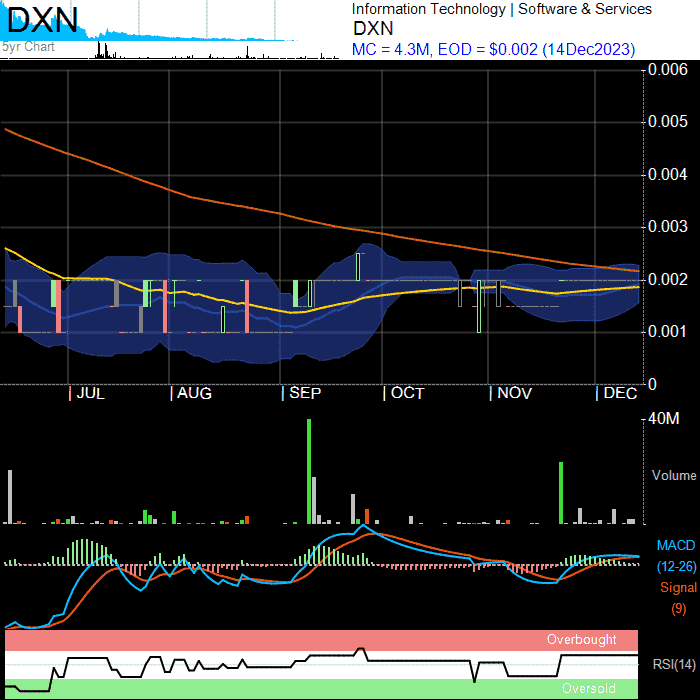 DXN
5yr Chart
Information Technology | Software & Services
DXN
MC = 4.3M, EOD = $0.002 (14Dec2023)
0.006
0.005
0.004
0.003
0.002
0.001
0
JUL
AUG
SEP
OCT
NOV
DEC
40M
Volume
MACD
(12-26)
Signal
(9)
Overbought
RSI(14)
Oversold